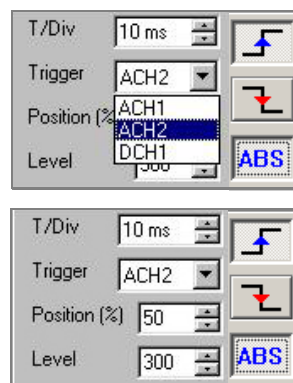 T/Div 10 ms
Trigger ACH2
ACH1
Position (% ACH2
DCH1
Level ABS
T/Div 10 ms
Trigger ACH2
Position (%) 50
Level 300 ABS